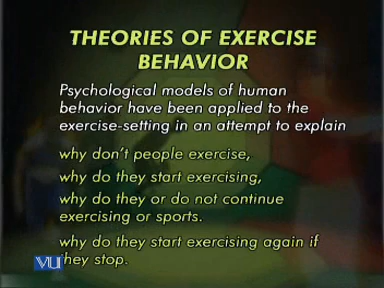 THEORIES OF EXERCISE
BEHAVIOR
Psychological models of human
behavior have been applied to the
exercise-setting in an attempt to explain
why don't people exercise,
why do they start exercising,
why do they or do not continue
exercising or sports.
why do they start exercising again if
they stop.
VU